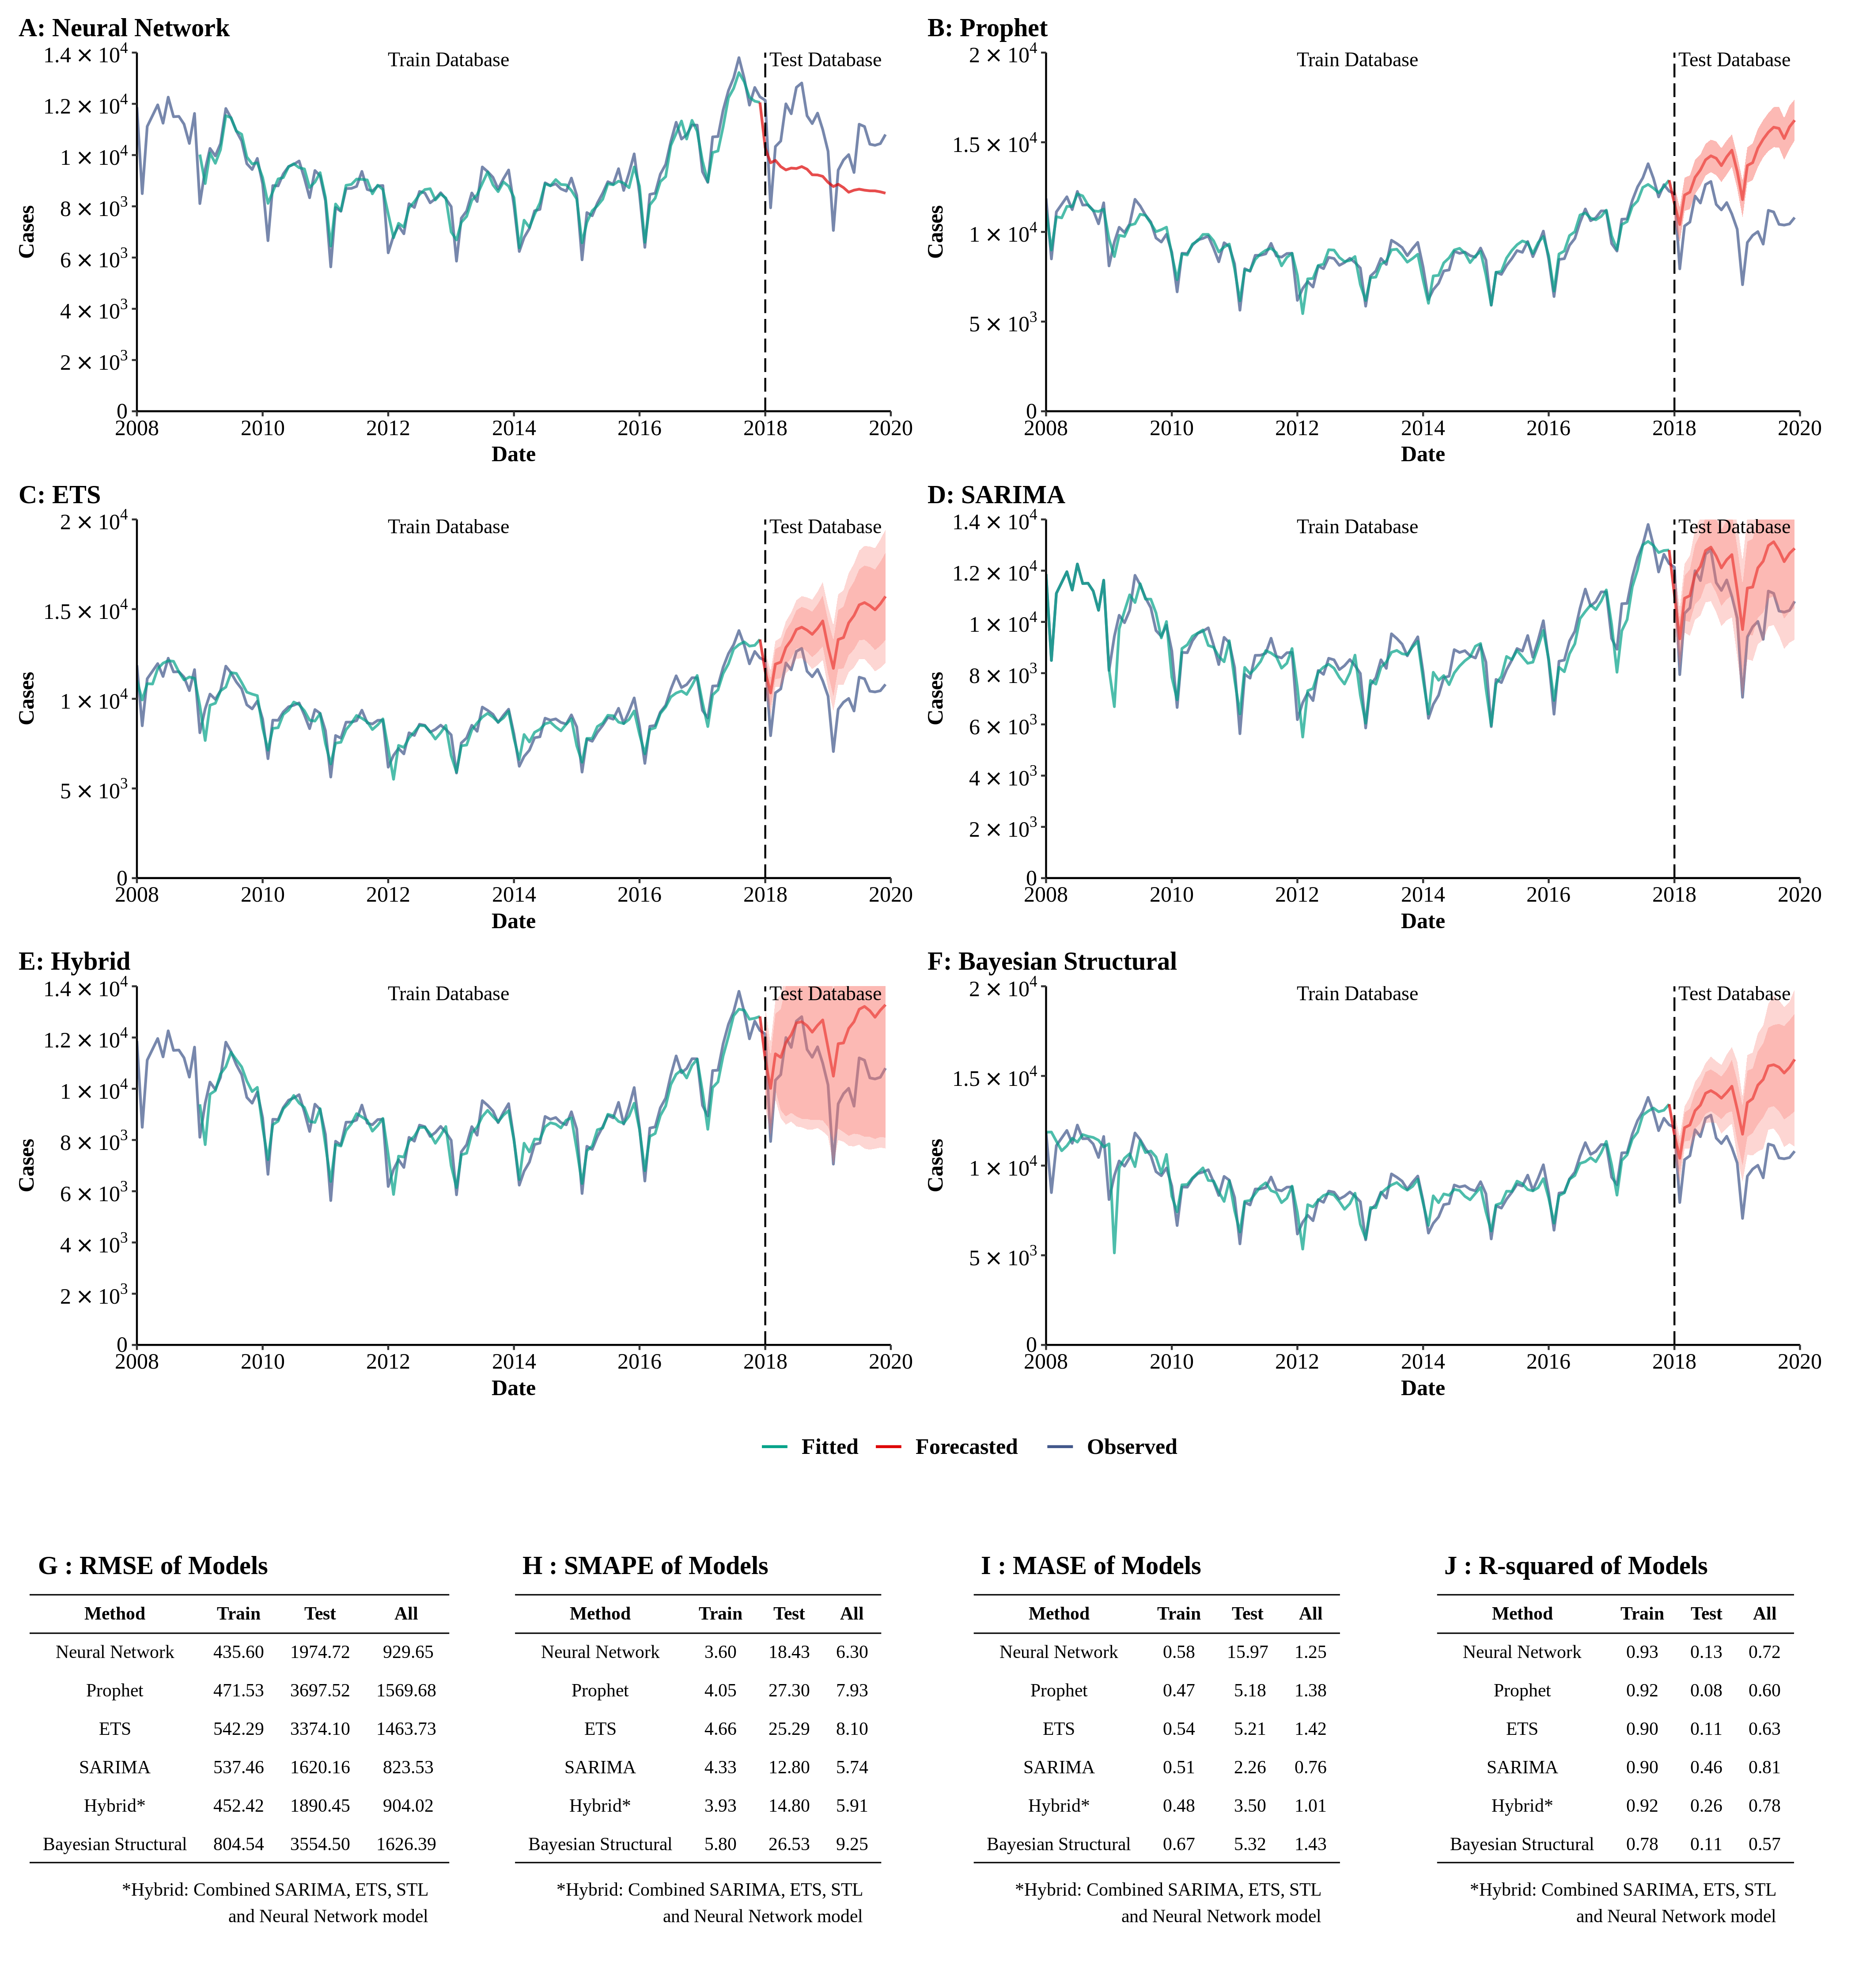 A: Neural Network
Train Database
Test Database
1.4 × 10⁴
1.2 × 10⁴
1 × 10⁴
8 × 10³
6 × 10³
4 × 10³
2 × 10³
0
Cases
2008 2010 2012 2014 2016 2018 2020
Date
B: Prophet
Train Database
Test Database
2 × 10⁴
1.5 × 10⁴
1 × 10⁴
5 × 10³
0
Cases
2008 2010 2012 2014 2016 2018 2020
Date
C: ETS
Train Database
Test Database
2 × 10⁴
1.5 × 10⁴
1 × 10⁴
5 × 10³
0
Cases
2008 2010 2012 2014 2016 2018 2020
Date
D: SARIMA
Train Database
Test Database
1.4 × 10⁴
1.2 × 10⁴
1 × 10⁴
8 × 10³
6 × 10³
4 × 10³
2 × 10³
0
Cases
2008 2010 2012 2014 2016 2018 2020
Date
E: Hybrid
Train Database
Test Database
1.4 × 10⁴
1.2 × 10⁴
1 × 10⁴
8 × 10³
6 × 10³
4 × 10³
2 × 10³
0
Cases
2008 2010 2012 2014 2016 2018 2020
Date
F: Bayesian Structural
Train Database
Test Database
2 × 10⁴
1.5 × 10⁴
1 × 10⁴
5 × 10³
0
Cases
2008 2010 2012 2014 2016 2018 2020
Date
Fitted Forecasted Observed
G : RMSE of Models
Method Train Test All
Neural Network 435.60 1974.72 929.65
Prophet 471.53 3697.52 1569.68
ETS 542.29 3374.10 1463.73
SARIMA 537.46 1620.16 823.53
Hybrid* 452.42 1890.45 904.02
Bayesian Structural 804.54 3554.50 1626.39
*Hybrid: Combined SARIMA, ETS, STL
and Neural Network model
H : SMAPE of Models
Method Train Test All
Neural Network 3.60 18.43 6.30
Prophet 4.05 27.30 7.93
ETS 4.66 25.29 8.10
SARIMA 4.33 12.80 5.74
Hybrid* 3.93 14.80 5.91
Bayesian Structural 5.80 26.53 9.25
*Hybrid: Combined SARIMA, ETS, STL
and Neural Network model
I : MASE of Models
Method Train Test All
Neural Network 0.58 15.97 1.25
Prophet 0.47 5.18 1.38
ETS 0.54 5.21 1.42
SARIMA 0.51 2.26 0.76
Hybrid* 0.48 3.50 1.01
Bayesian Structural 0.67 5.32 1.43
*Hybrid: Combined SARIMA, ETS, STL
and Neural Network model
J : R-squared of Models
Method Train Test All
Neural Network 0.93 0.13 0.72
Prophet 0.92 0.08 0.60
ETS 0.90 0.11 0.63
SARIMA 0.90 0.46 0.81
Hybrid* 0.92 0.26 0.78
Bayesian Structural 0.78 0.11 0.57
*Hybrid: Combined SARIMA, ETS, STL
and Neural Network model